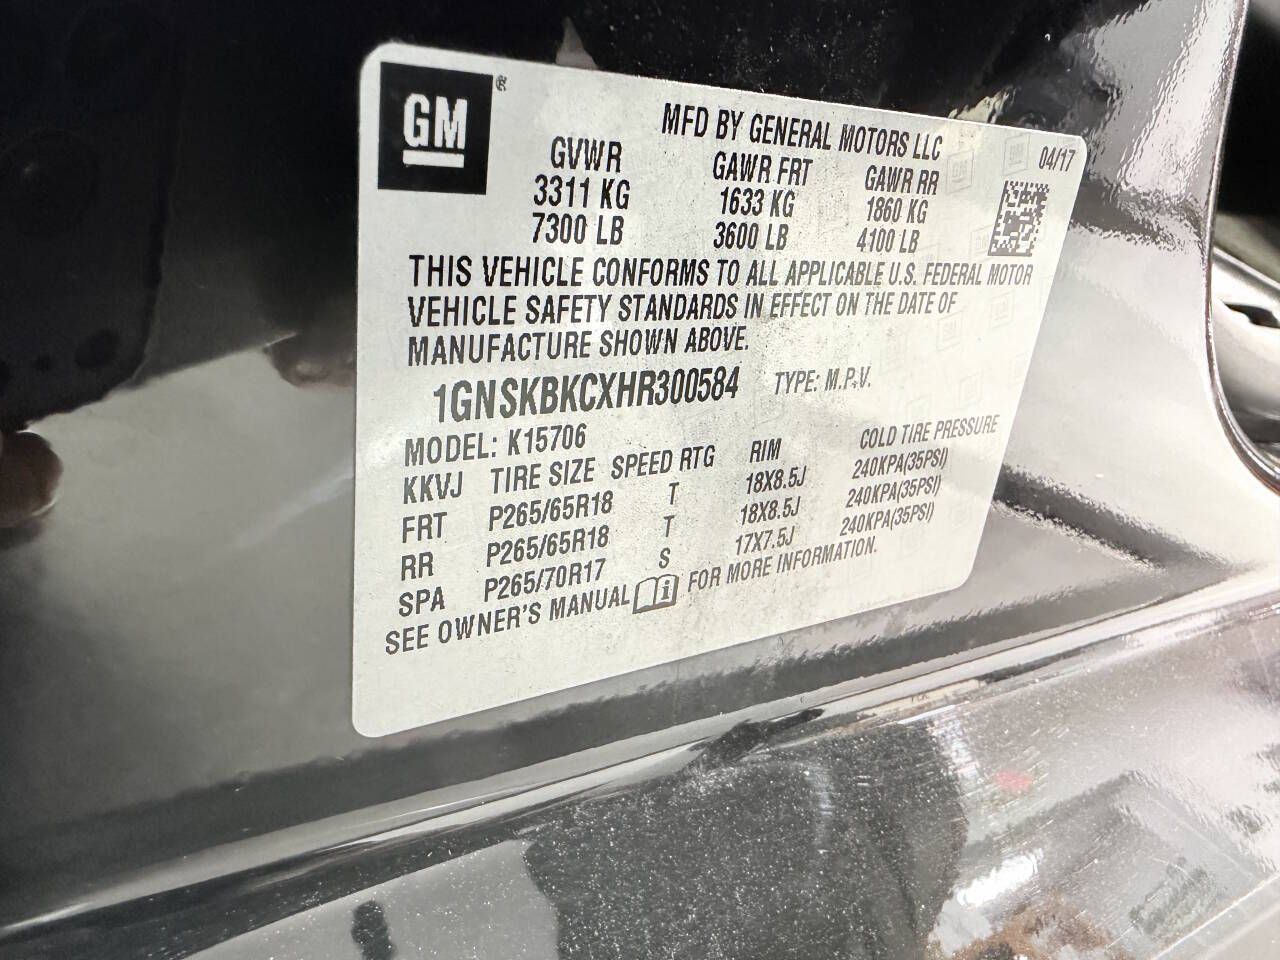 GM ®
MFD BY GENERAL MOTORS LLC
04/17
GVWR GAWR FRT GAWR RR
3311 KG 1633 KG 1860 KG
7300 LB 3600 LB 4100 LB
THIS VEHICLE CONFORMS TO ALL APPLICABLE U.S. FEDERAL MOTOR
VEHICLE SAFETY STANDARDS IN EFFECT ON THE DATE OF
MANUFACTURE SHOWN ABOVE.
1GNSKBKCXHR300584 TYPE: M.P.V.
MODEL: K15706
KKVJ TIRE SIZE SPEED RTG RIM COLD TIRE PRESSURE
FRT P265/65R18 T 18X8.5J 240KPA(35PSI)
RR P265/65R18 T 18X8.5J 240KPA(35PSI)
SPA P265/70R17 S 17X7.5J 240KPA(35PSI)
SEE OWNER'S MANUAL FOR MORE INFORMATION.